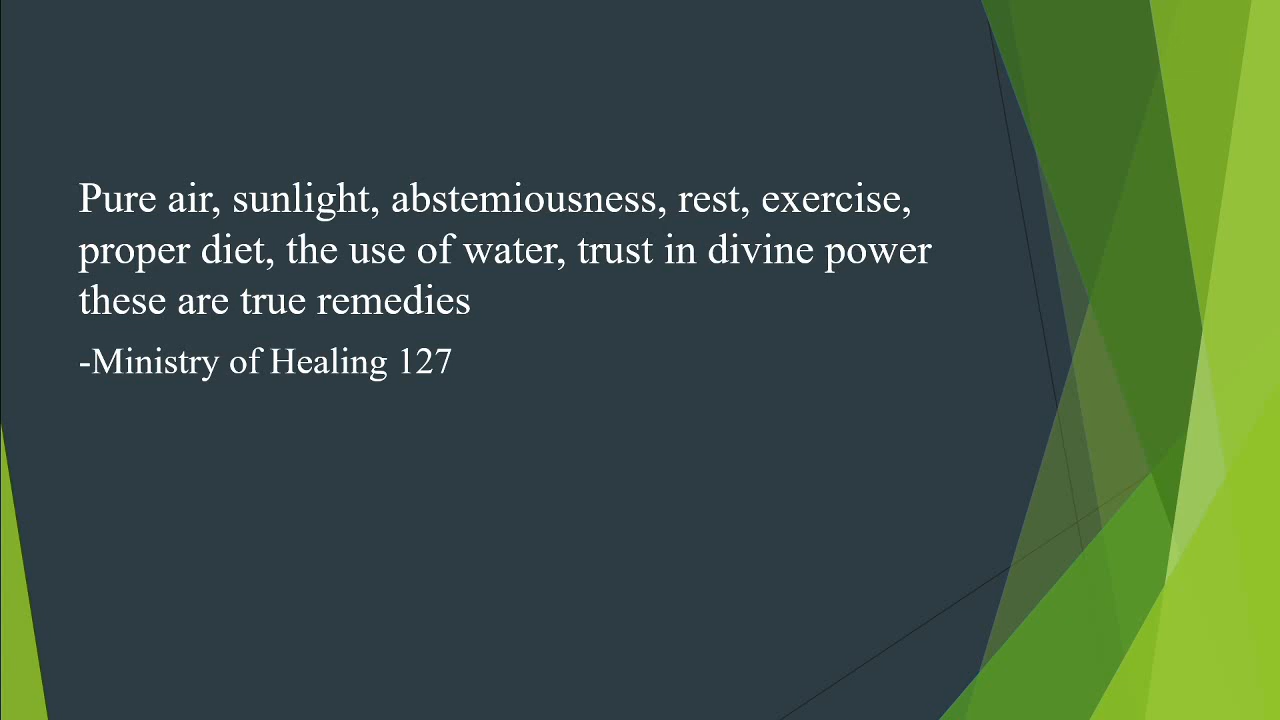 Pure air, sunlight, abstemiousness, rest, exercise,
proper diet, the use of water, trust in divine power
these are true remedies
-Ministry of Healing 127